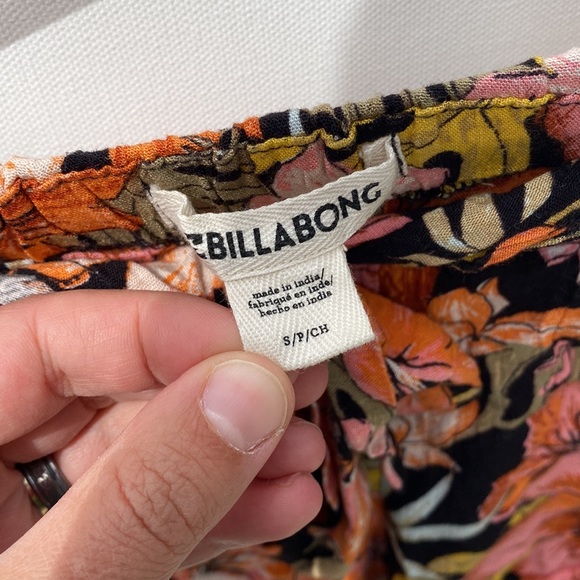 BILLABONG
made in india/
fabriqué en inde/
hecho en india
S/P/CH